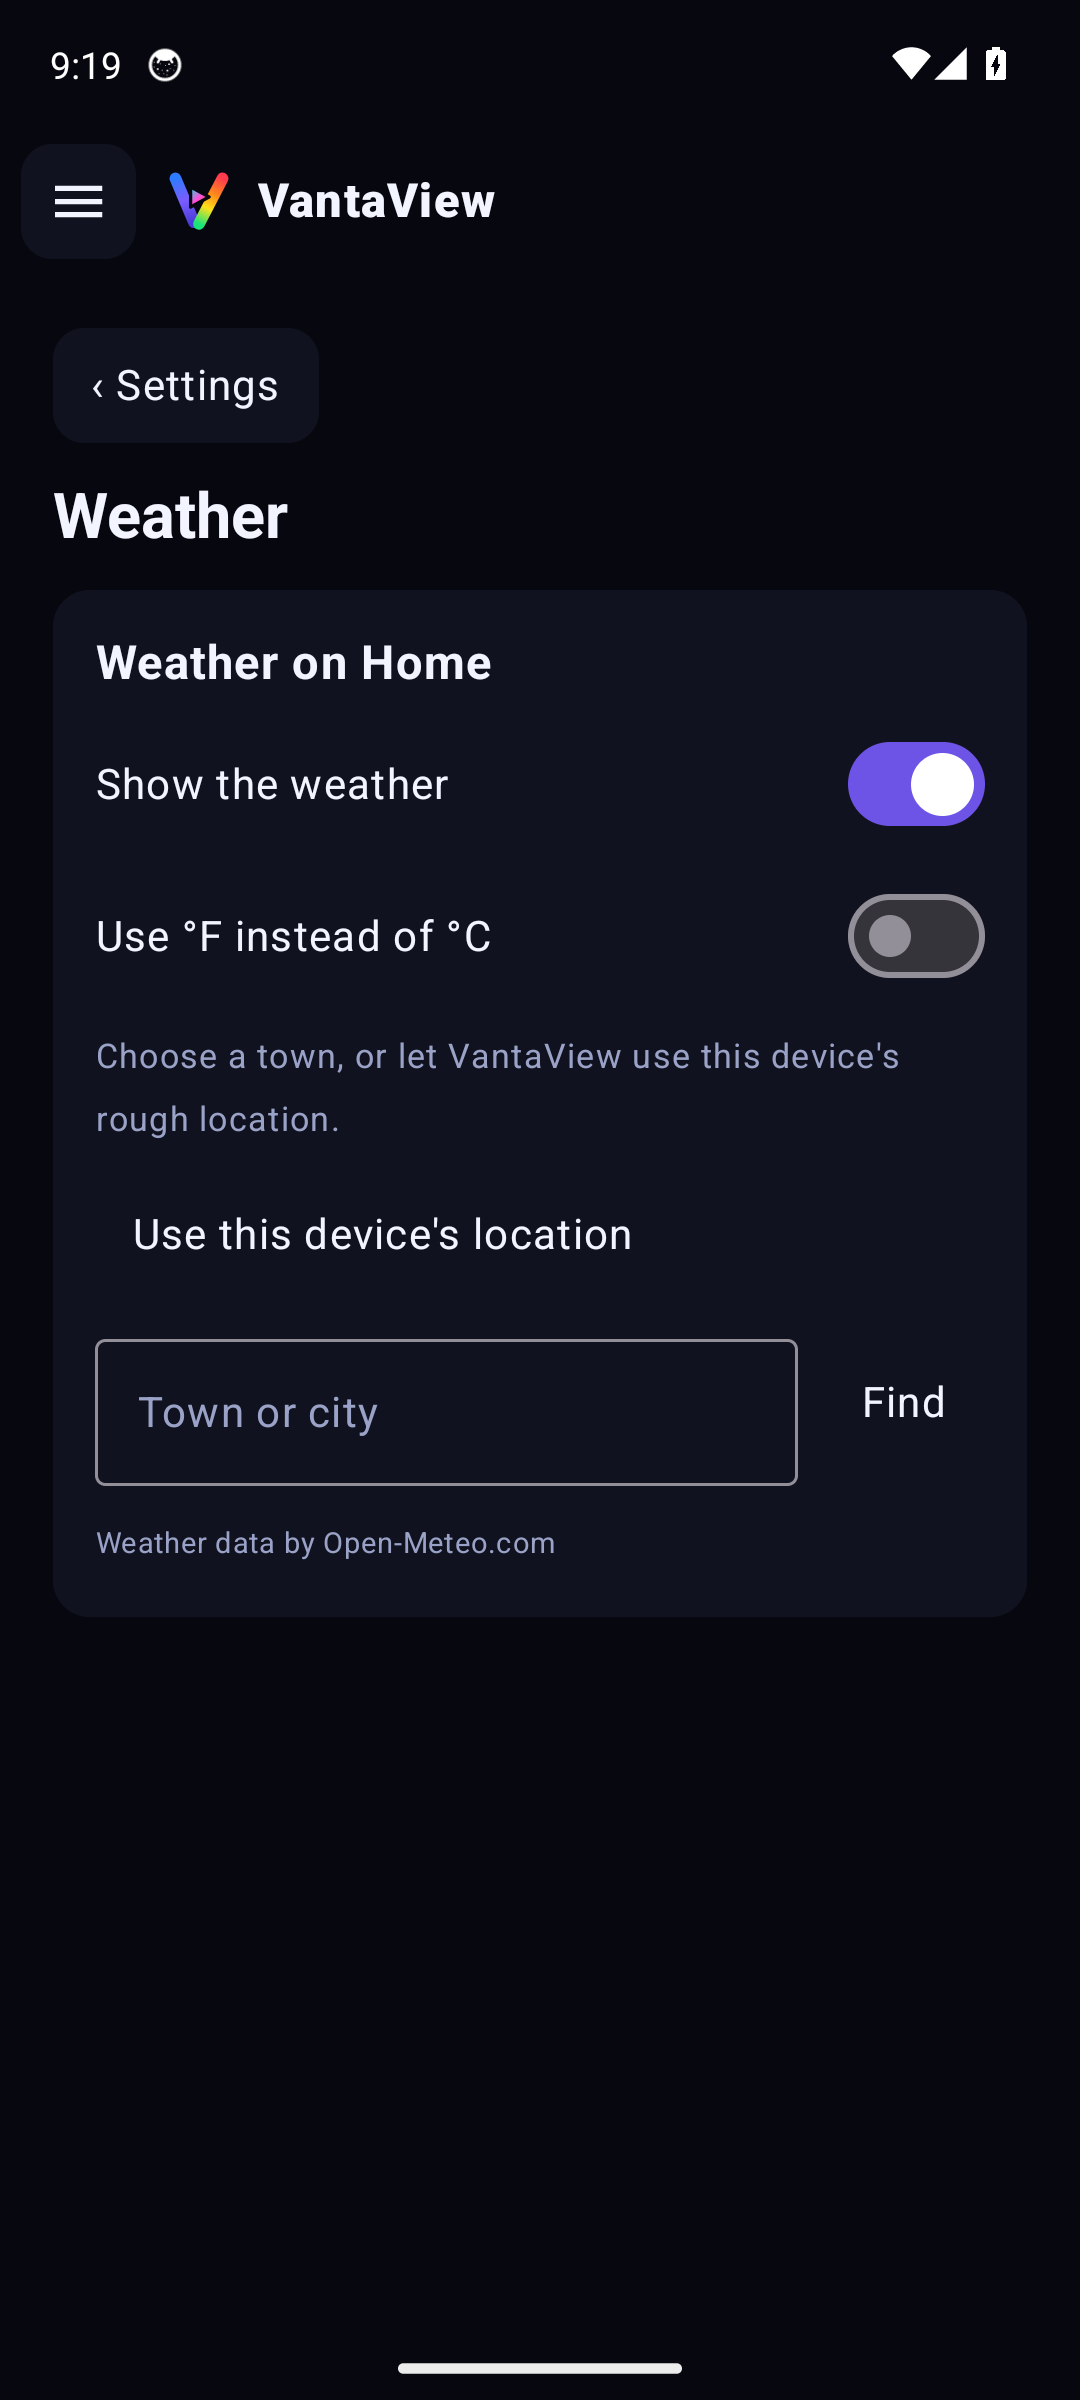 9:19
VantaView
‹ Settings
Weather
Weather on Home
Show the weather
Use °F instead of °C
Choose a town, or let VantaView use this device's
rough location.
Use this device's location
Town or city
Find
Weather data by Open-Meteo.com